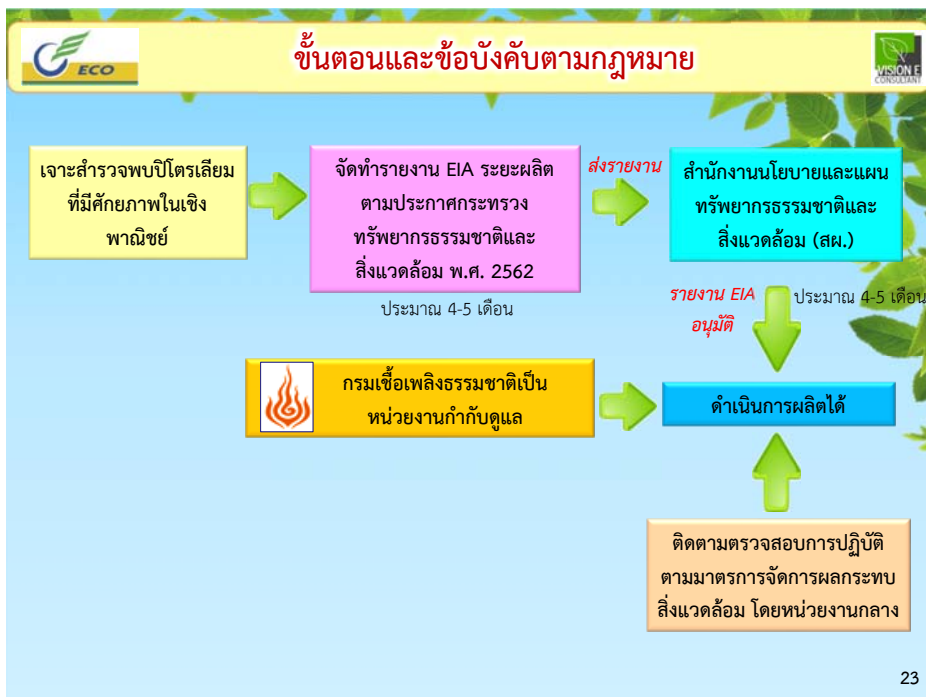 ขั้นตอนและข้อบังคับตามกฎหมาย
ECO
VISION E
CONSULTANT
เจาะสำรวจพบปิโตรเลียม
ที่มีศักยภาพในเชิง
พาณิชย์
จัดทำรายงาน EIA ระยะผลิต
ตามประกาศกระทรวง
ทรัพยากรธรรมชาติและ
สิ่งแวดล้อม พ.ศ. 2562
ประมาณ 4-5 เดือน
ส่งรายงาน
สำนักงานนโยบายและแผน
ทรัพยากรธรรมชาติและ
สิ่งแวดล้อม (สผ.)
รายงาน EIA
อนุมัติ
ประมาณ 4-5 เดือน
กรมเชื้อเพลิงธรรมชาติเป็น
หน่วยงานกำกับดูแล
ดำเนินการผลิตได้
ติดตามตรวจสอบการปฏิบัติ
ตามมาตรการจัดการผลกระทบ
สิ่งแวดล้อม โดยหน่วยงานกลาง
23